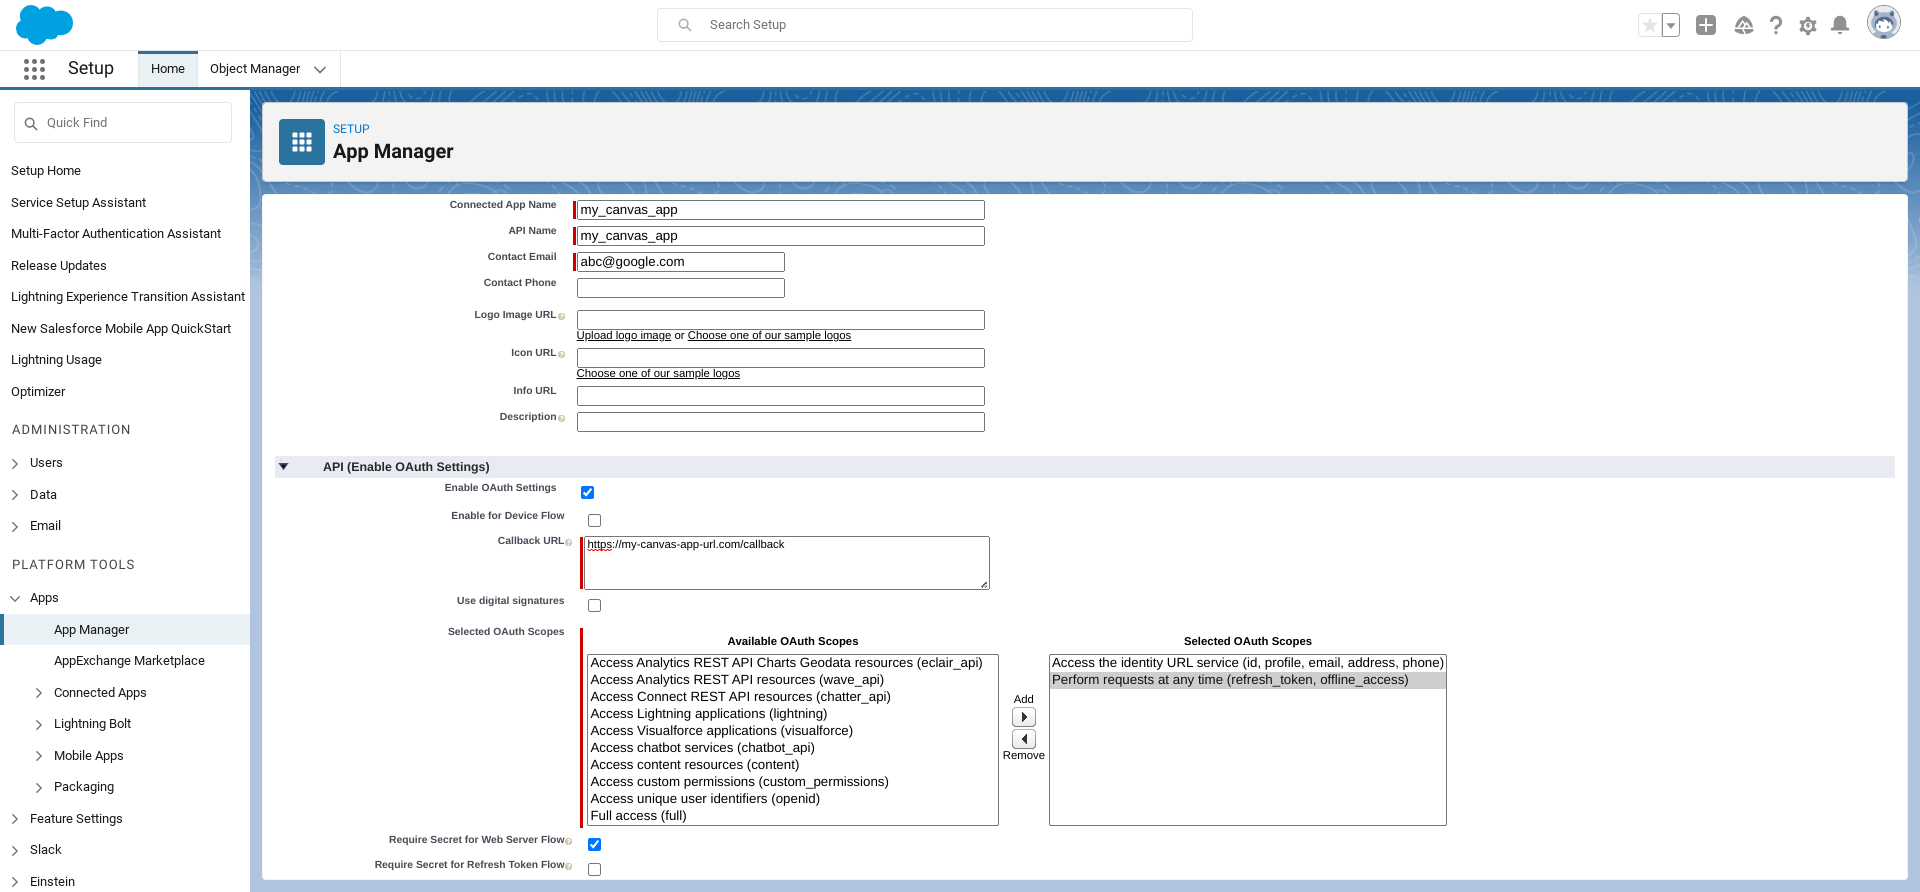 Search Setup
Setup
Home
Object Manager
Quick Find
Setup Home
Service Setup Assistant
Multi-Factor Authentication Assistant
Release Updates
Lightning Experience Transition Assistant
New Salesforce Mobile App QuickStart
Lightning Usage
Optimizer
ADMINISTRATION
Users
Data
Email
PLATFORM TOOLS
Apps
App Manager
AppExchange Marketplace
Connected Apps
Lightning Bolt
Mobile Apps
Packaging
Feature Settings
Slack
Einstein
SETUP
App Manager
Connected App Name my_canvas_app
API Name my_canvas_app
Contact Email abc@google.com
Contact Phone
Logo Image URL
Upload logo image or Choose one of our sample logos
Icon URL
Choose one of our sample logos
Info URL
Description
API (Enable OAuth Settings)
Enable OAuth Settings
Enable for Device Flow
Callback URL https://my-canvas-app-url.com/callback
Use digital signatures
Selected OAuth Scopes
Available OAuth Scopes
Access Analytics REST API Charts Geodata resources (eclair_api)
Access Analytics REST API resources (wave_api)
Access Connect REST API resources (chatter_api)
Access Lightning applications (lightning)
Access Visualforce applications (visualforce)
Access chatbot services (chatbot_api)
Access content resources (content)
Access custom permissions (custom_permissions)
Access unique user identifiers (openid)
Full access (full)
Add
Remove
Selected OAuth Scopes
Access the identity URL service (id, profile, email, address, phone)
Perform requests at any time (refresh_token, offline_access)
Require Secret for Web Server Flow
Require Secret for Refresh Token Flow